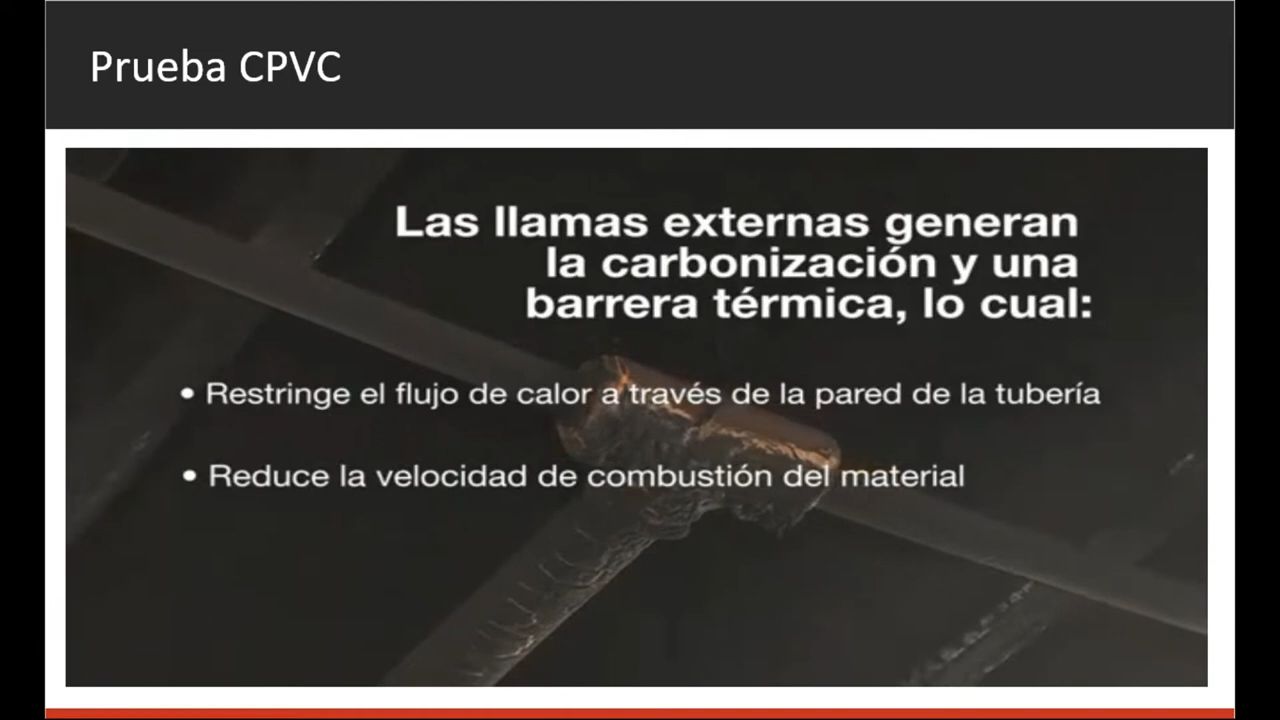 Prueba CPVC
Las llamas externas generan
la carbonización y una
barrera térmica, lo cual:
• Restringe el flujo de calor a través de la pared de la tubería
• Reduce la velocidad de combustión del material